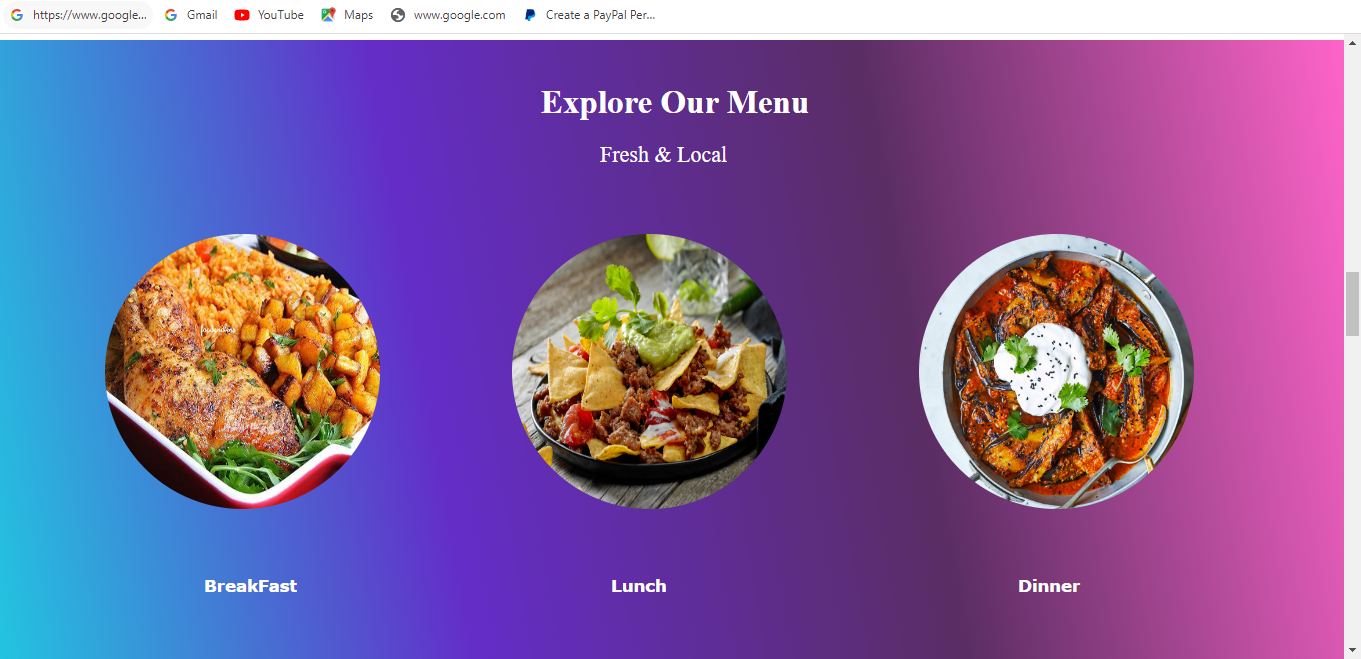 https://www.google... Gmail YouTube Maps www.google.com Create a PayPal Per...
Explore Our Menu
Fresh & Local
BreakFast Lunch Dinner